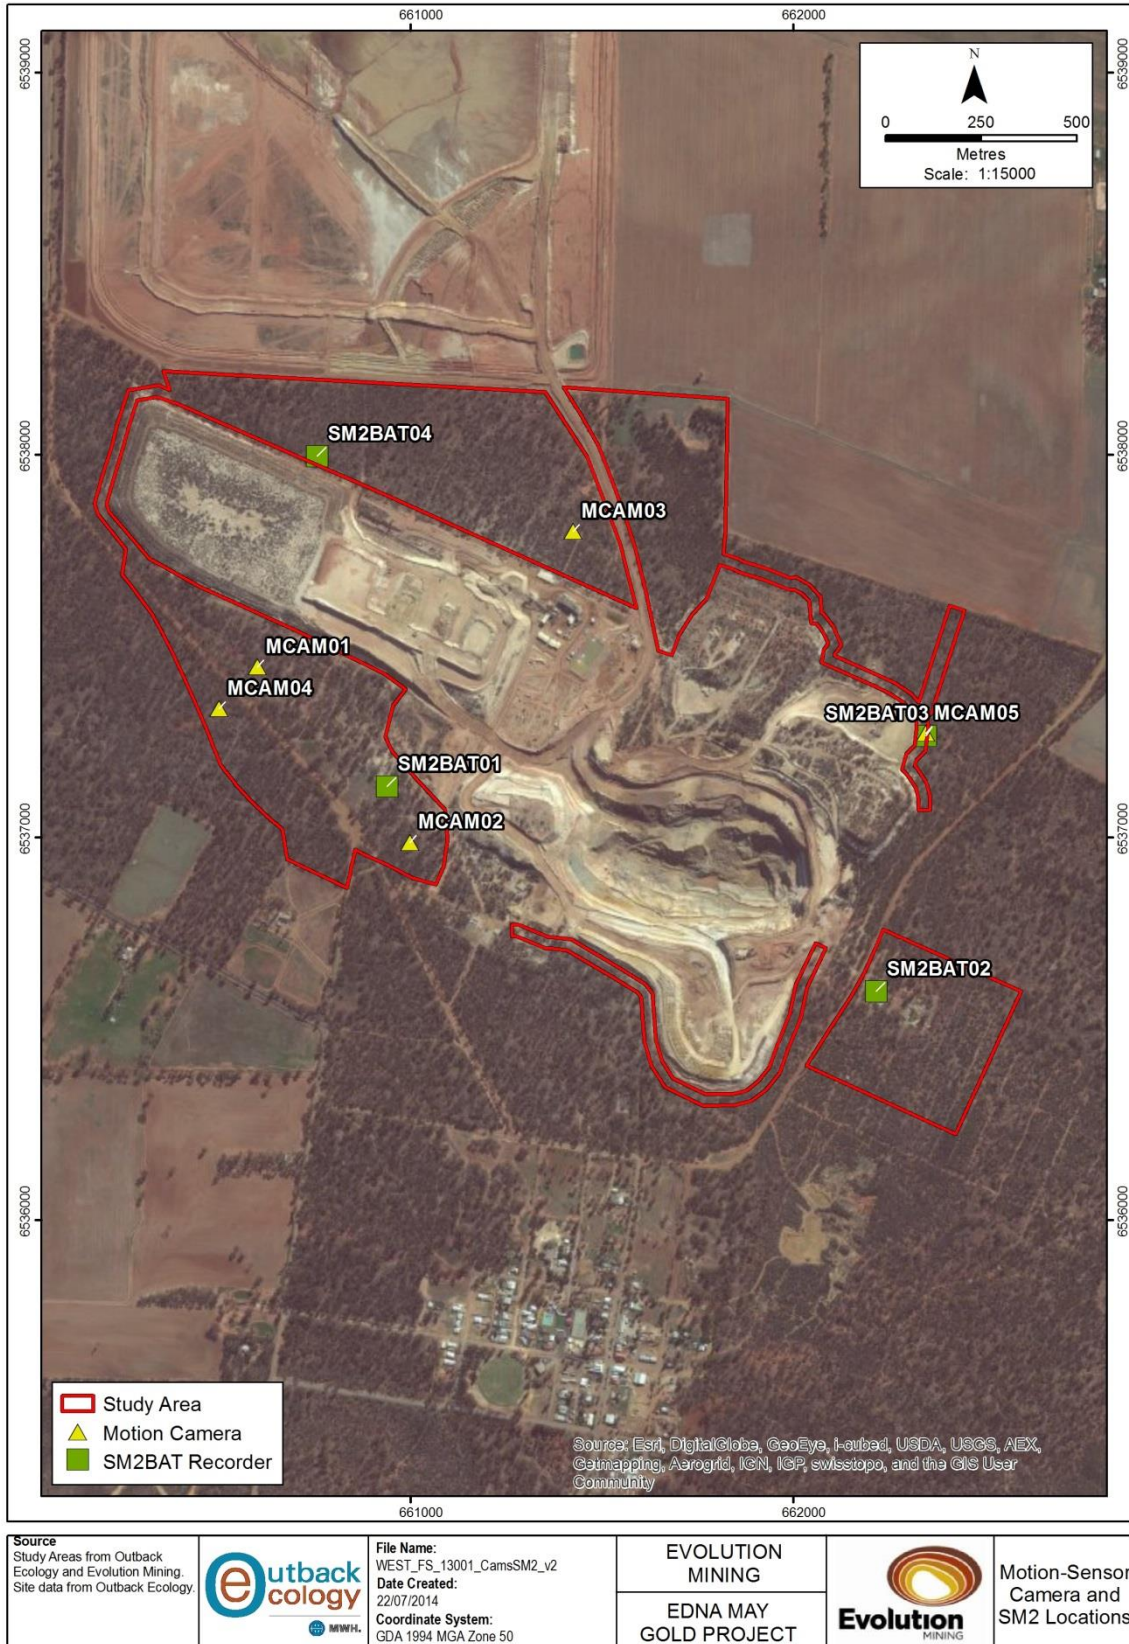 661000
662000
6539000
6539000
N
0
250
500
Metres
Scale: 1:15000
6538000
6538000
SM2BAT04
MCAM03
MCAM01
MCAM04
SM2BAT03
MCAM05
SM2BAT01
MCAM02
6537000
6537000
SM2BAT02
6536000
6536000
Study Area
Motion Camera
SM2BAT Recorder
Source: Esri, DigitalGlobe, GeoEye, i-cubed, USDA, USGS, AEX,
Getmapping, Aerogrid, IGN, IGP, swisstopo, and the GIS User
Community
661000
662000
Source
Study Areas from Outback
Ecology and Evolution Mining.
Site data from Outback Ecology.
Outback
ecology
MWH.
File Name:
WEST_FS_13001_CamsSM2_v2
Date Created:
22/07/2014
Coordinate System:
GDA 1994 MGA Zone 50
EVOLUTION
MINING
EDNA MAY
GOLD PROJECT
Evolution
MINING
Motion-Sensor
Camera and
SM2 Locations